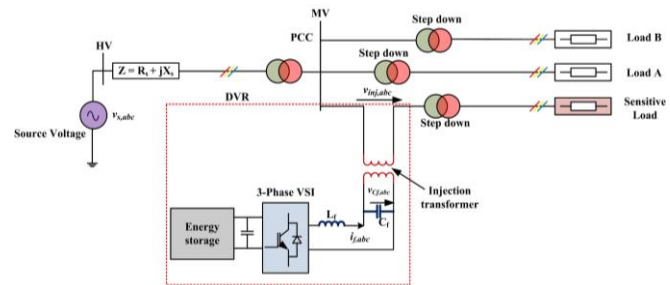 MV
HV
PCC
Step down
Load B
Z = Rs + jXs
Step down
Load A
DVR
vinj,abc
Source Voltage
vs,abc
Step down
Sensitive
Load
3-Phase VSI
vCf,abc
Injection
transformer
Energy
storage
Lf
Cf
if,abc